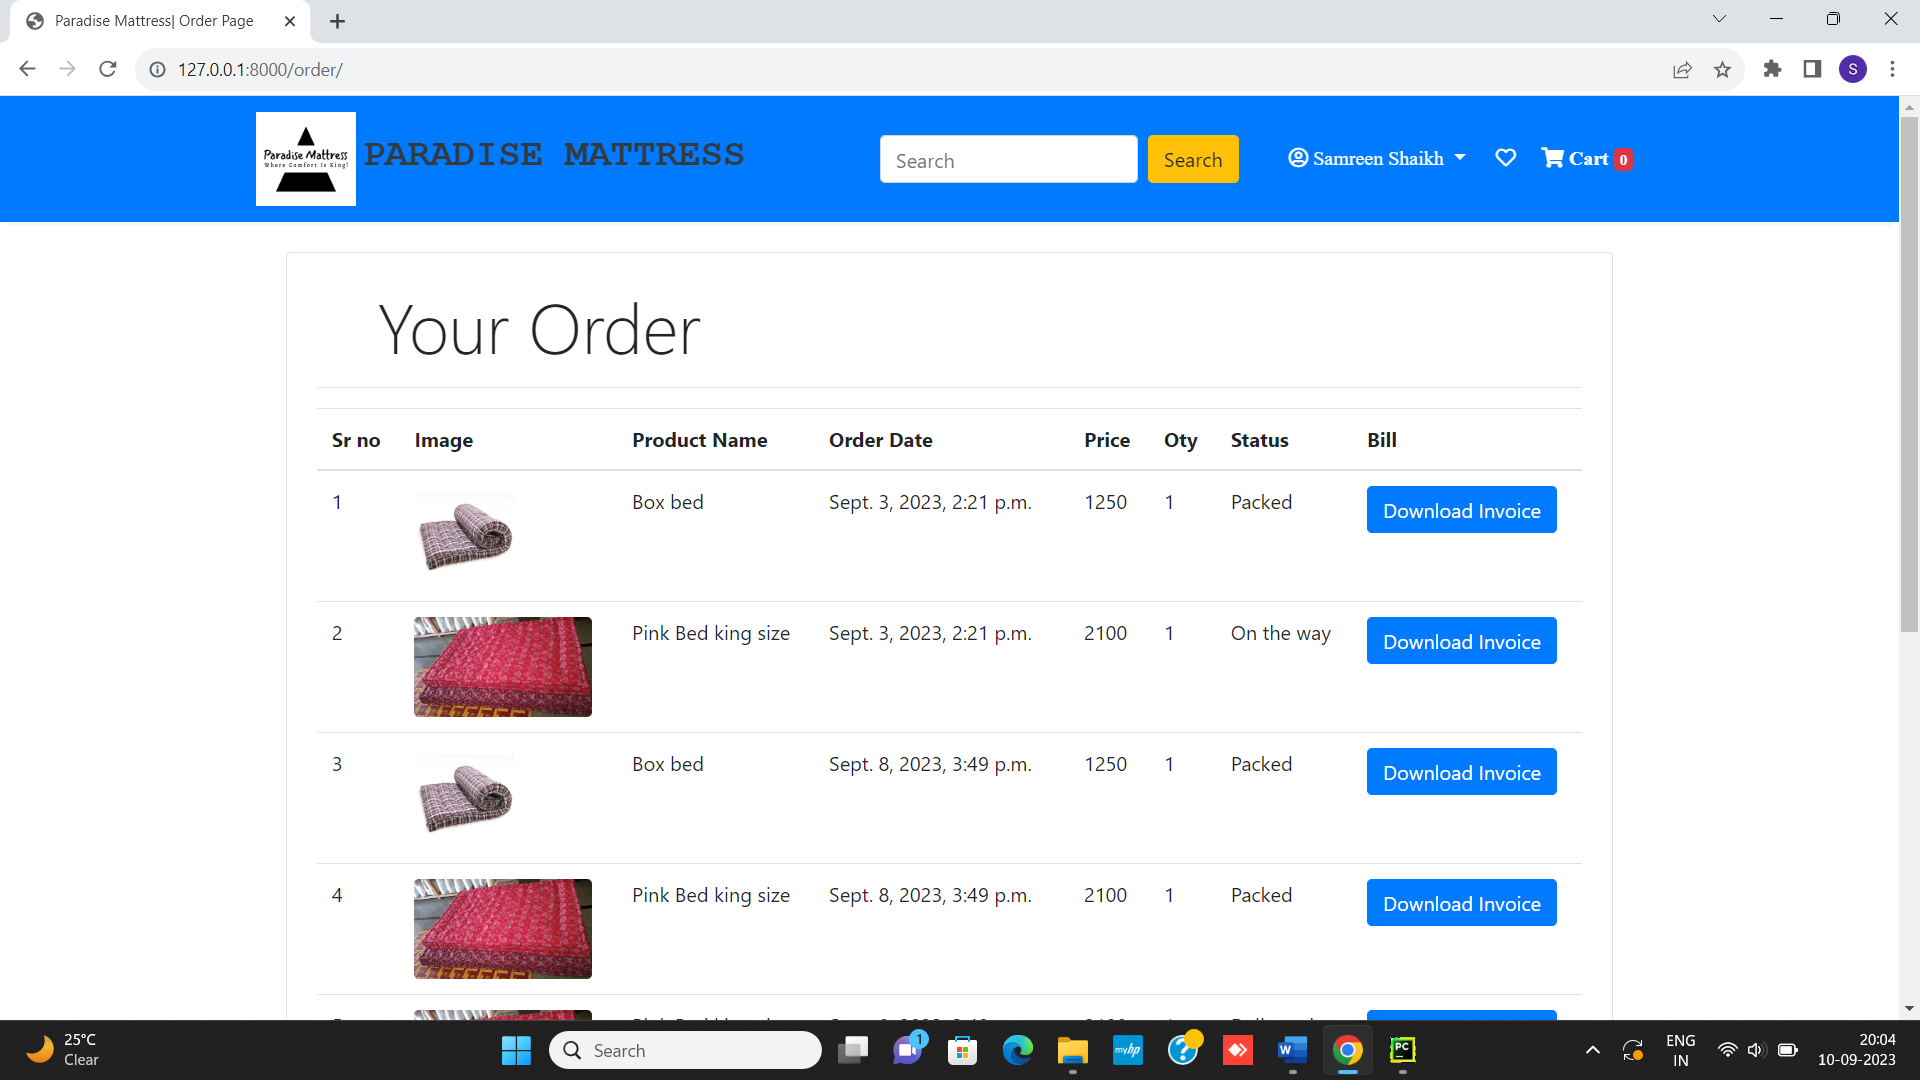 Paradise Mattress| Order Page
127.0.0.1:8000/order/
S
Paradise Mattress
Where Comfort Is King!
PARADISE MATTRESS
Search
Search
Samreen Shaikh
Cart 0
Your Order
Sr no Image Product Name Order Date Price Qty Status Bill
1 Box bed Sept. 3, 2023, 2:21 p.m. 1250 1 Packed Download Invoice
2 Pink Bed king size Sept. 3, 2023, 2:21 p.m. 2100 1 On the way Download Invoice
3 Box bed Sept. 8, 2023, 3:49 p.m. 1250 1 Packed Download Invoice
4 Pink Bed king size Sept. 8, 2023, 3:49 p.m. 2100 1 Packed Download Invoice
25°C
Clear
Search
1
myhp
W
PC
ENG
IN
20:04
10-09-2023